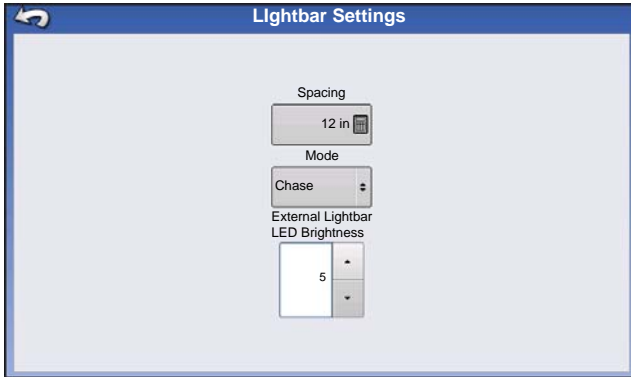 LIghtbar Settings
Spacing
12 in
Mode
Chase
External Lightbar
LED Brightness
5